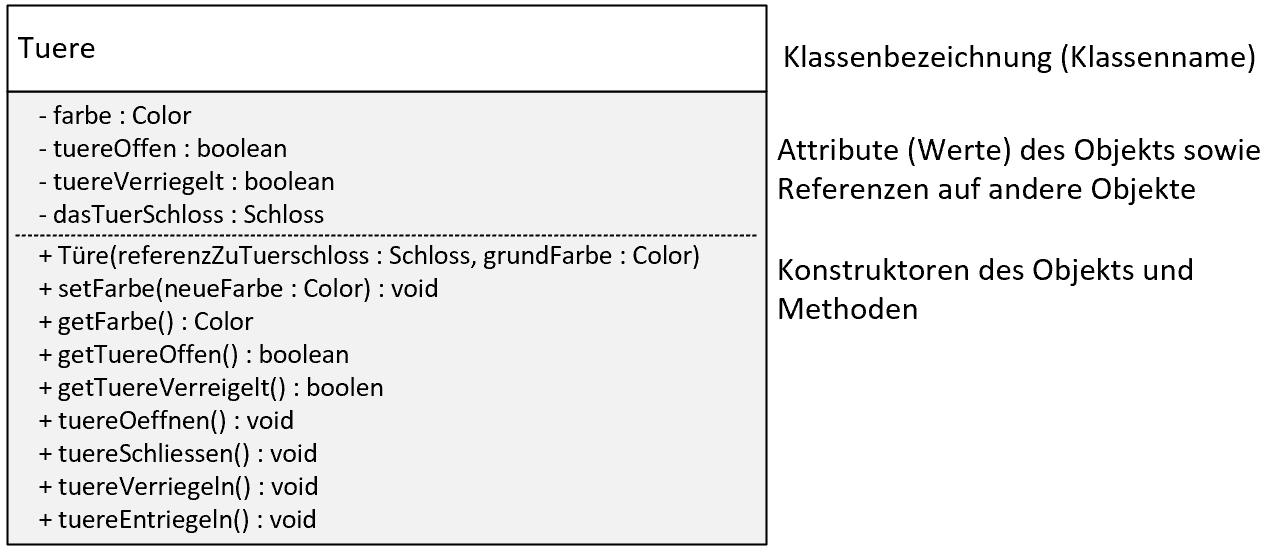 Tuere
Klassenbezeichnung (Klassenname)
- farbe : Color
- tuereOffen : boolean
- tuereVerriegelt : boolean
- dasTuerSchloss : Schloss
Attribute (Werte) des Objekts sowie
Referenzen auf andere Objekte
+ Türe(referenzZuTuerschloss : Schloss, grundFarbe : Color)
+ setFarbe(neueFarbe : Color) : void
+ getFarbe() : Color
+ getTuereOffen() : boolean
+ getTuereVerreigelt() : boolen
+ tuereOeffnen() : void
+ tuereSchliessen() : void
+ tuereVerriegeln() : void
+ tuereEntriegeln() : void
Konstruktoren des Objekts und
Methoden